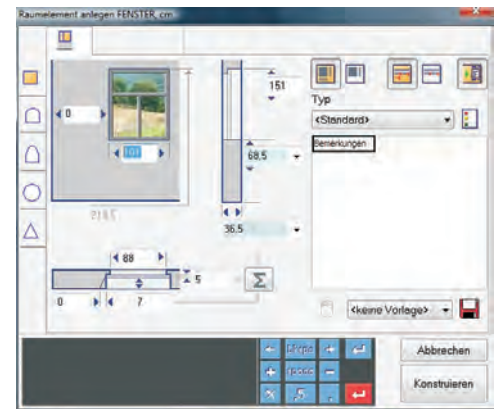 Raumelement anlegen FENSTER, cm
151
Typ
0
<Standard>
Bemerkungen
101
68,5
36.5
88
5
Σ
0
7
<keine Vorlage>
Abbrechen
Konstruieren